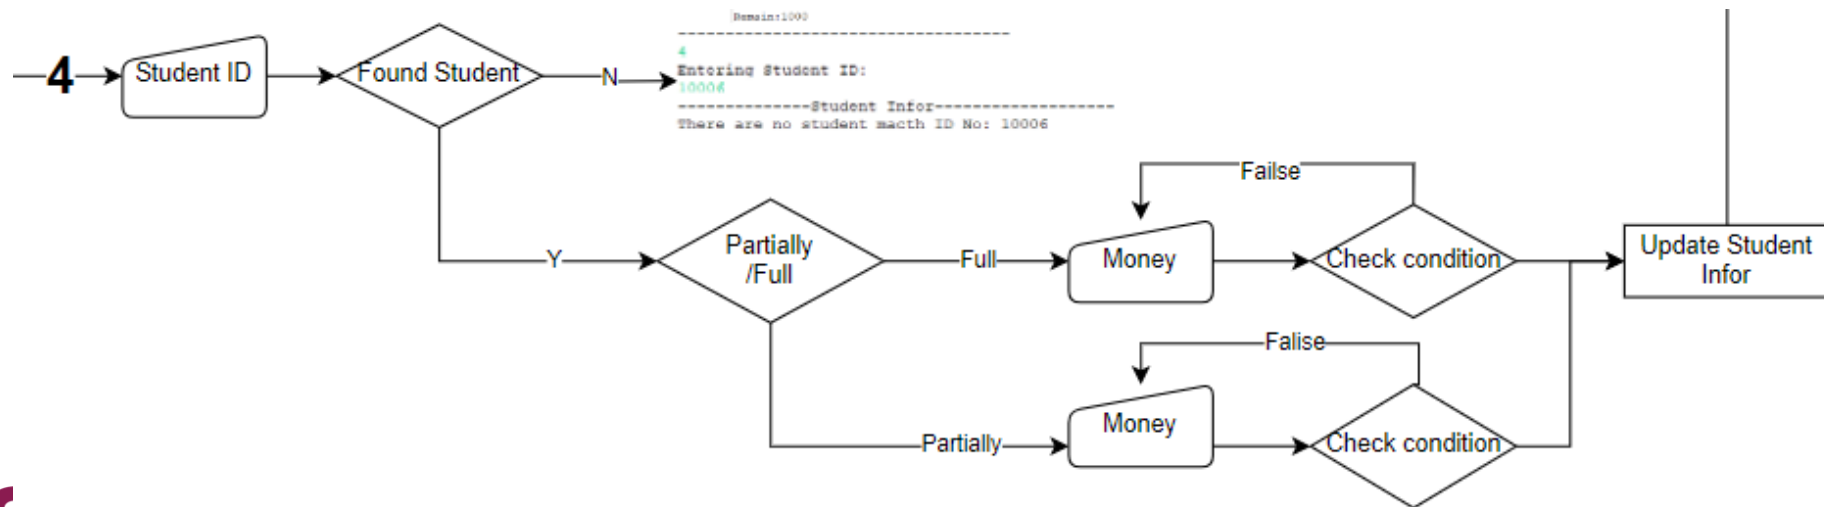 Remain:1000
----------------------------------
4
Entering Student ID:
10006
--------------Student Infor-------------------
There are no student macth ID No: 10006
4
Student ID
Found Student
N
Y
Partially
/Full
Full
Money
Failse
Check condition
Update Student
Infor
Partially
Money
Falise
Check condition